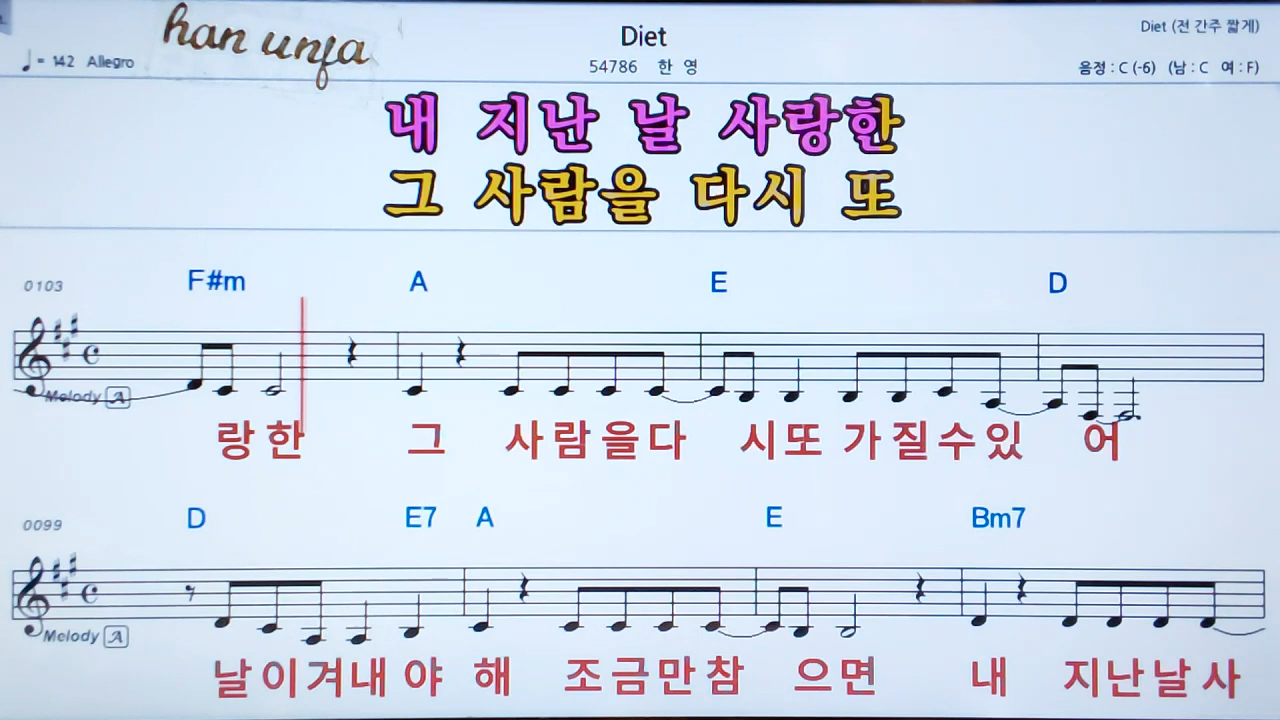 han unfa
Diet
Diet (전 간주 짧게)
♩= 142 Allegro
54786 한 영
음정 : C (-6) (남 : C 여 : F)
내 지난 날 사랑한
그 사람을 다시 또
0103 F#m A E D
Melody A
랑한 그 사람을다 시또 가질수있 어
0099 D E7 A E Bm7
Melody A
날이겨내 야 해 조금만참 으면 내 지난날사